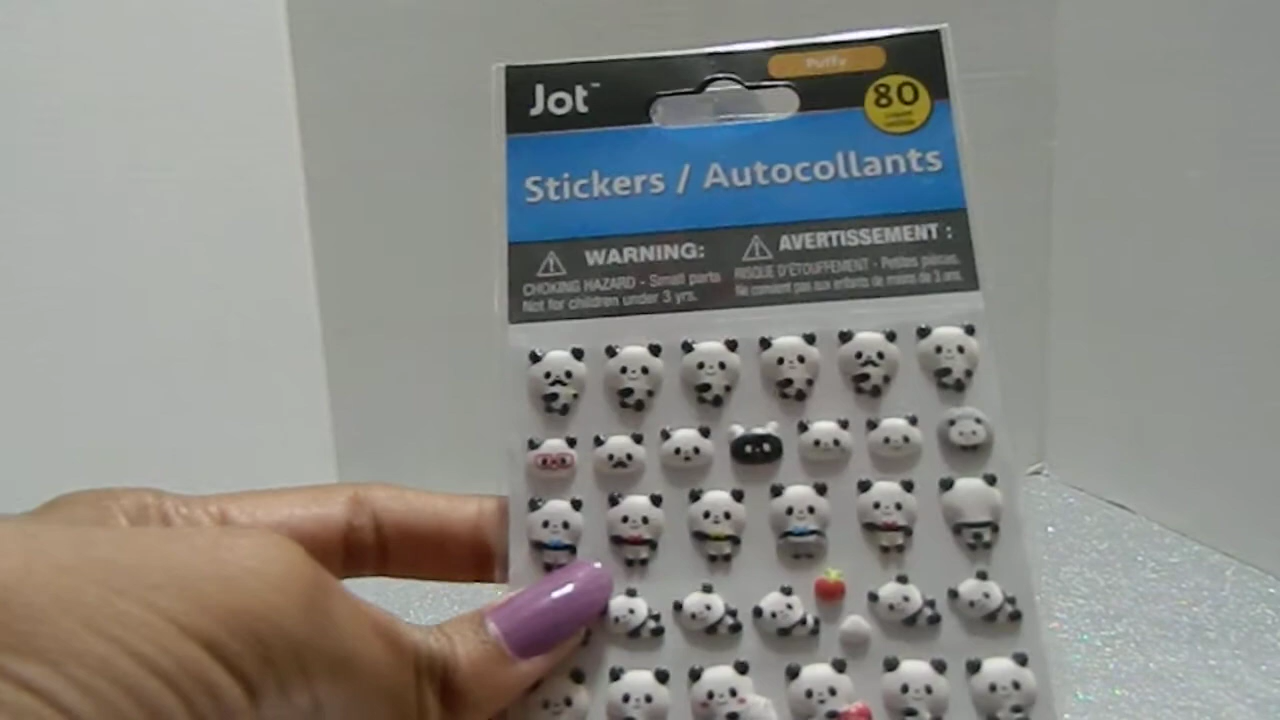 Jot™
Puffy
80
Stickers / Autocollants
WARNING:
CHOKING HAZARD - Small parts
Not for children under 3 yrs.
AVERTISSEMENT :
RISQUE D'ÉTOUFFEMENT - Petites pièces.
Ne convient pas aux enfants de moins de 3 ans.